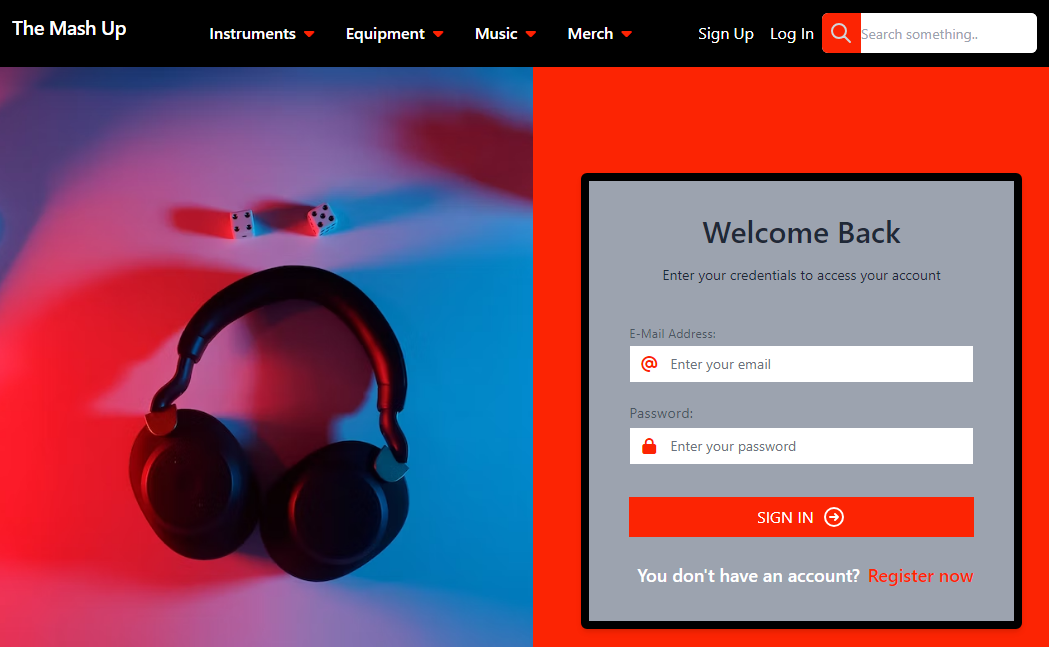 The Mash Up
Instruments Equipment Music Merch Sign Up Log In Search something..
Welcome Back
Enter your credentials to access your account
E-Mail Address:
@ Enter your email
Password:
Enter your password
SIGN IN
You don't have an account? Register now